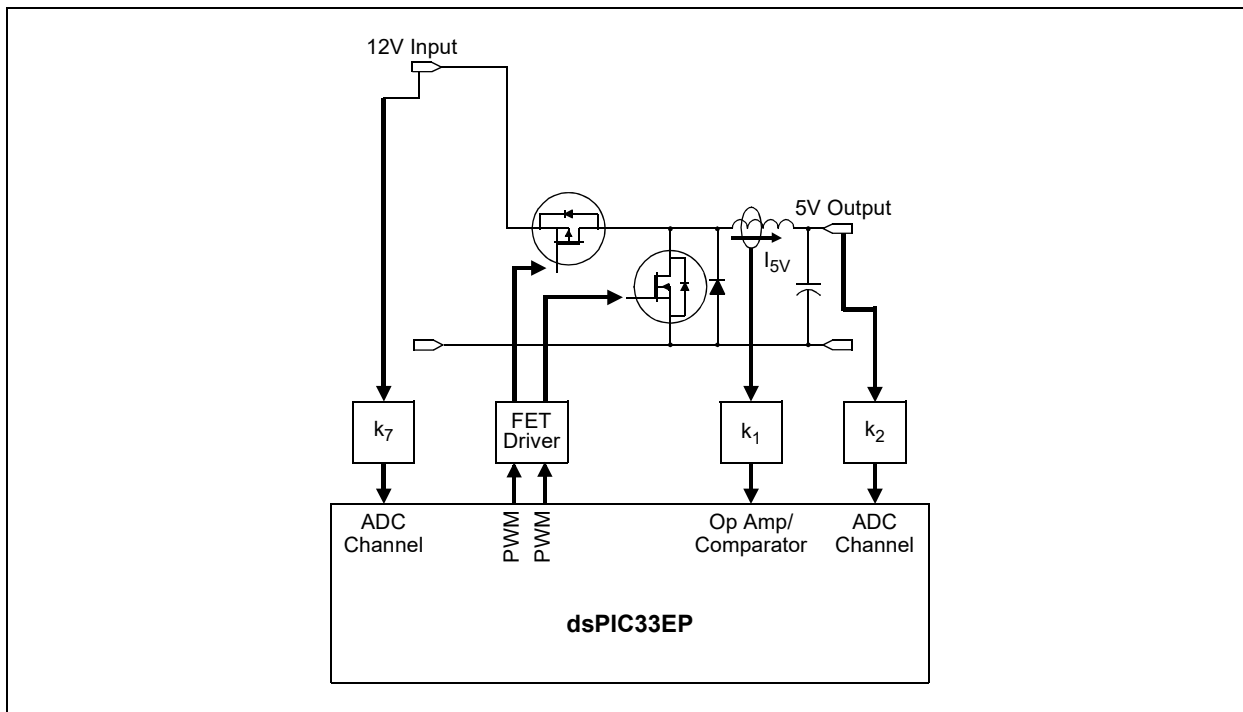 12V Input
5V Output
I5V
k7
FET
Driver
k1
k2
ADC
Channel
PWM
PWM
Op Amp/
Comparator
ADC
Channel
dsPIC33EP